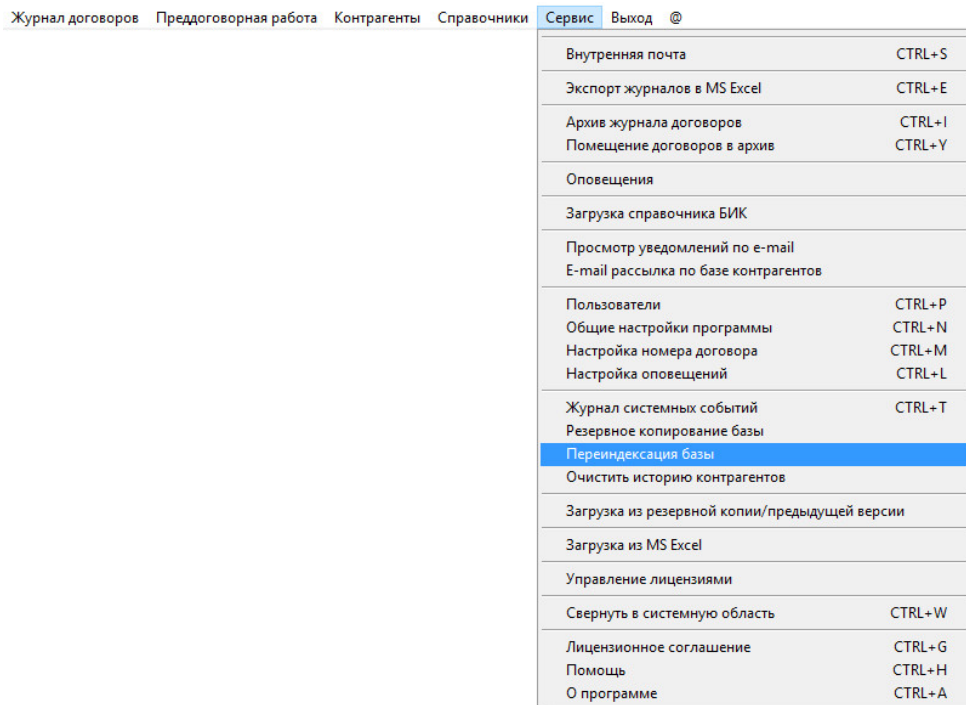 Журнал договоров Преддоговорная работа Контрагенты Справочники Сервис Выход @
Внутренняя почта CTRL+S
Экспорт журналов в MS Excel CTRL+E
Архив журнала договоров CTRL+I
Помещение договоров в архив CTRL+Y
Оповещения
Загрузка справочника БИК
Просмотр уведомлений по e-mail
E-mail рассылка по базе контрагентов
Пользователи CTRL+P
Общие настройки программы CTRL+N
Настройка номера договора CTRL+M
Настройка оповещений CTRL+L
Журнал системных событий CTRL+T
Резервное копирование базы
Переиндексация базы
Очистить историю контрагентов
Загрузка из резервной копии/предыдущей версии
Загрузка из MS Excel
Управление лицензиями
Свернуть в системную область CTRL+W
Лицензионное соглашение CTRL+G
Помощь CTRL+H
О программе CTRL+A